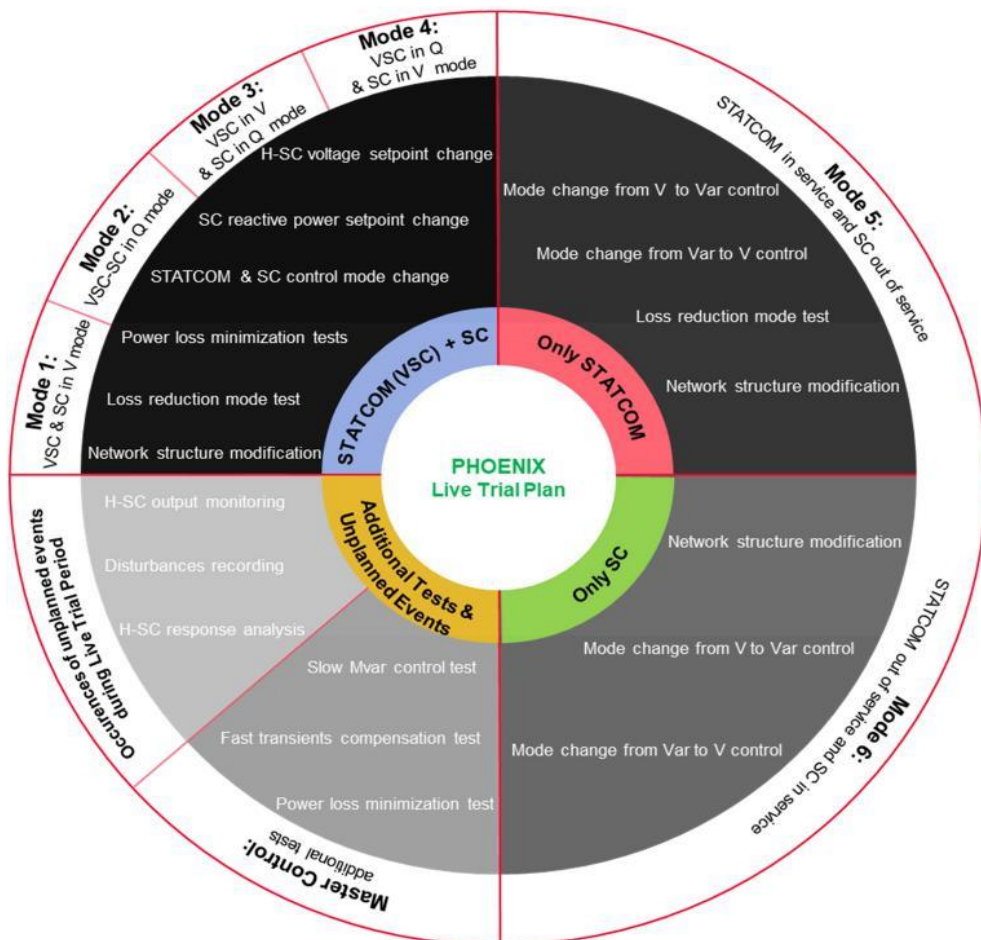 Mode 1:
VSC & SC in V mode
Mode 2:
VSC-SC in Q mode
Mode 3:
VSC in V
& SC in Q mode
Mode 4:
VSC in Q
& SC in V mode
H-SC voltage setpoint change
SC reactive power setpoint change
STATCOM & SC control mode change
Power loss minimization tests
Loss reduction mode test
Network structure modification
STATCOM (VSC) + SC
Mode 5:
STATCOM in service and SC out of service
Mode change from V to Var control
Mode change from Var to V control
Loss reduction mode test
Network structure modification
Only STATCOM
PHOENIX
Live Trial Plan
Only SC
Network structure modification
Mode change from V to Var control
Mode change from Var to V control
Mode 6:
STATCOM out of service and SC in service
Additional Tests &
Unplanned Events
H-SC output monitoring
Disturbances recording
H-SC response analysis
Occurences of unplanned events
during Live Trial Period
Slow Mvar control test
Fast transients compensation test
Power loss minimization test
Master Control:
additional tests